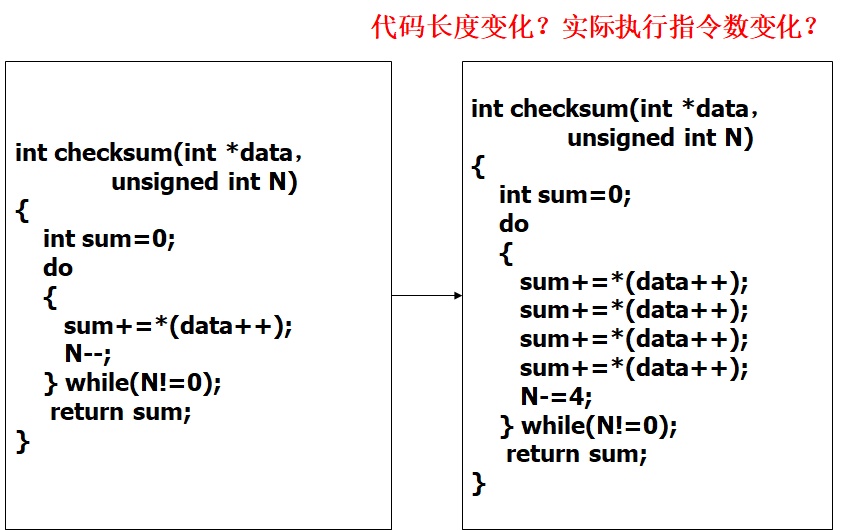 代码长度变化？实际执行指令数变化？
int checksum(int *data，
unsigned int N)
{
int sum=0;
do
{
sum+=*(data++);
N--;
} while(N!=0);
return sum;
}
int checksum(int *data，
unsigned int N)
{
int sum=0;
do
{
sum+=*(data++);
sum+=*(data++);
sum+=*(data++);
sum+=*(data++);
N-=4;
} while(N!=0);
return sum;
}